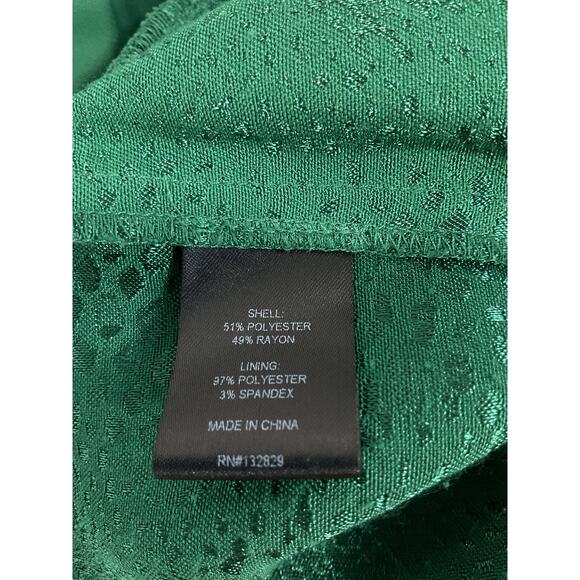 SHELL:
51% POLYESTER
49% RAYON
LINING:
97% POLYESTER
3% SPANDEX
MADE IN CHINA
RN#132829